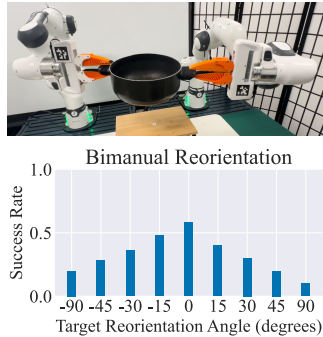 Bimanual Reorientation
1.0
0.5
0.0
Success Rate
-90 -45 -30 -15 0 15 30 45 90
Target Reorientation Angle (degrees)